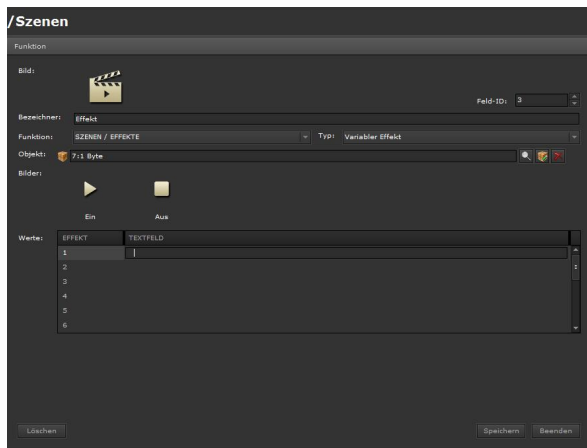 /Szenen
Funktion
Bild:
Feld-ID: 3
Bezeichner: Effekt
Funktion: SZENEN / EFFEKTE Typ: Variabler Effekt
Objekt: 7:1 Byte
Bilder:
Ein Aus
Werte: EFFEKT TEXTFELD
1
2
3
4
5
6
Löschen Speichern Beenden